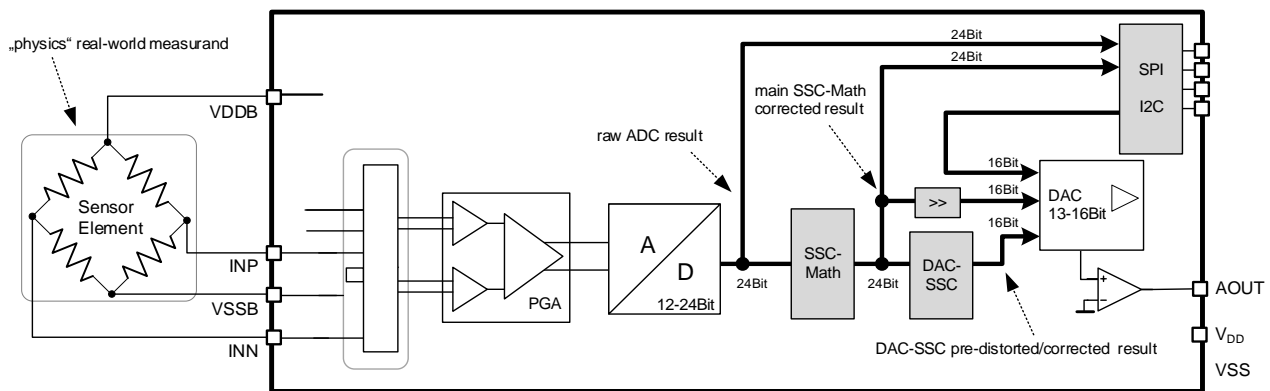 „physics“ real-world measurand
VDDB
Sensor
Element
INP
VSSB
INN
PGA
A
D
12-24Bit
raw ADC result
24Bit
SSC-
Math
24Bit
main SSC-Math
corrected result
24Bit
24Bit
SPI
I2C
>>
16Bit
16Bit
16Bit
DAC
13-16Bit
DAC-
SSC
DAC-SSC pre-distorted/corrected result
+
−
AOUT
VDD
VSS